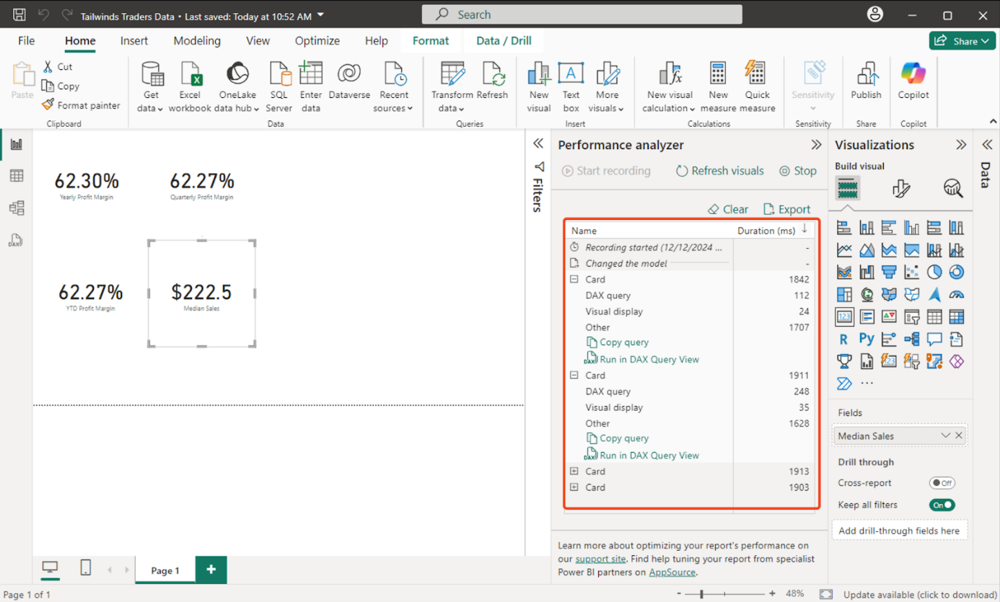 Tailwinds Traders Data • Last saved: Today at 10:52 AM
Search
File Home Insert Modeling View Optimize Help Format Data / Drill Share
Paste
Cut
Copy
Format painter
Clipboard
Get data
Excel workbook
OneLake data hub
SQL Server
Enter data
Dataverse
Recent sources
Data
Transform data
Refresh
Queries
New visual
Text box
A
More visuals
Insert
New visual calculation
New measure
Quick measure
Calculations
Sensitivity
Sensitivity
Publish
Share
Copilot
Copilot
DAX
62.30%
Yearly Profit Margin
62.27%
Quarterly Profit Margin
62.27%
YTD Profit Margin
$222.5
Median Sales
Filters
Performance analyzer
Start recording Refresh visuals Stop
Clear Export
Name Duration (ms)
Recording started (12/12/2024 ... -
Changed the model -
Card 1842
DAX query 112
Visual display 24
Other 1707
Copy query
DAX Run in DAX Query View
Card 1911
DAX query 248
Visual display 35
Other 1628
Copy query
DAX Run in DAX Query View
Card 1913
Card 1903
Learn more about optimizing your report's performance on
our support site. Find help tuning your report from specialist
Power BI partners on AppSource.
Visualizations
Build visual
123
R Py
123
...
Fields
Median Sales
Drill through
Cross-report Off
Keep all filters On
Add drill-through fields here
Data
Page 1
+
Page 1 of 1
- + 48% Update available (click to download)